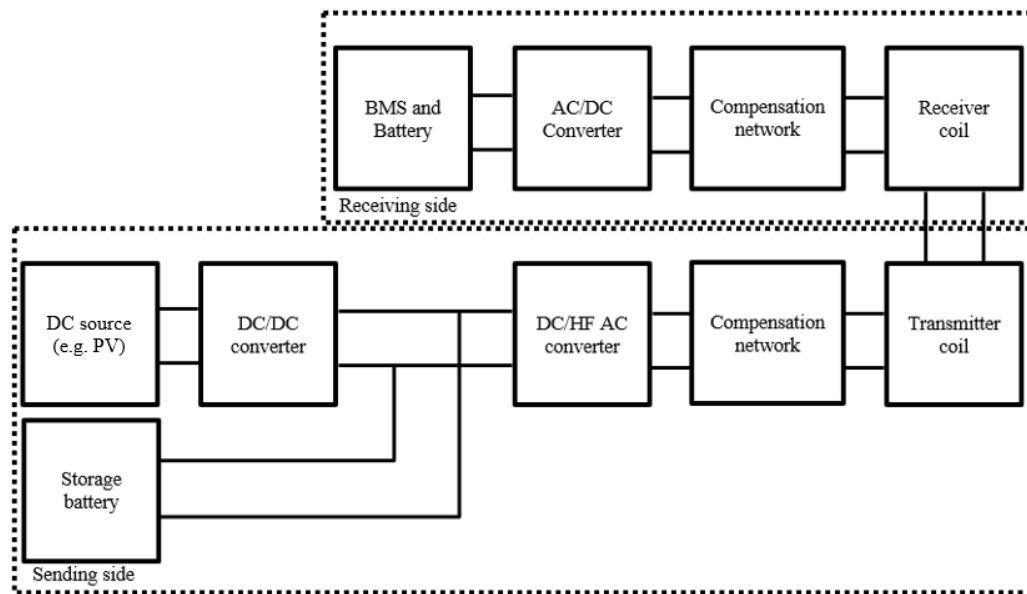 BMS and
Battery
AC/DC
Converter
Compensation
network
Receiver
coil
Receiving side
DC source
(e.g. PV)
DC/DC
converter
DC/HF AC
converter
Compensation
network
Transmitter
coil
Storage
battery
Sending side